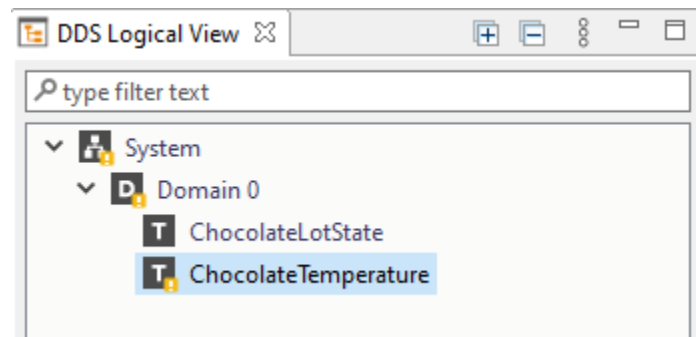 DDS Logical View
type filter text
System
D Domain 0
T ChocolateLotState
T ChocolateTemperature